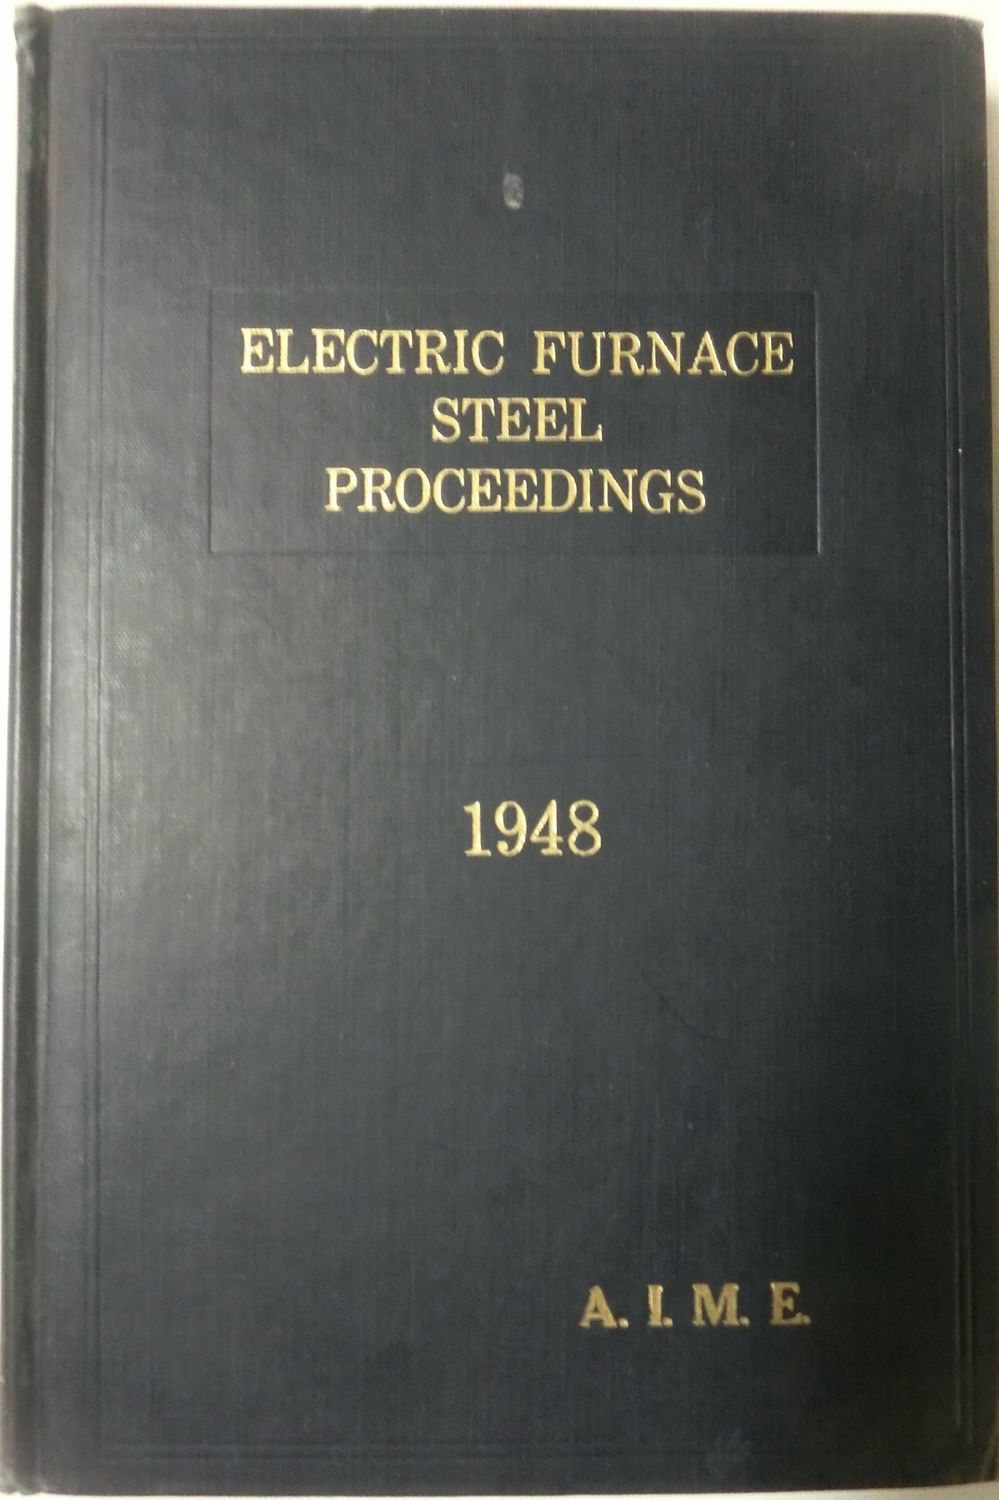 ELECTRIC FURNACE
STEEL
PROCEEDINGS
1948
A. I. M. E.